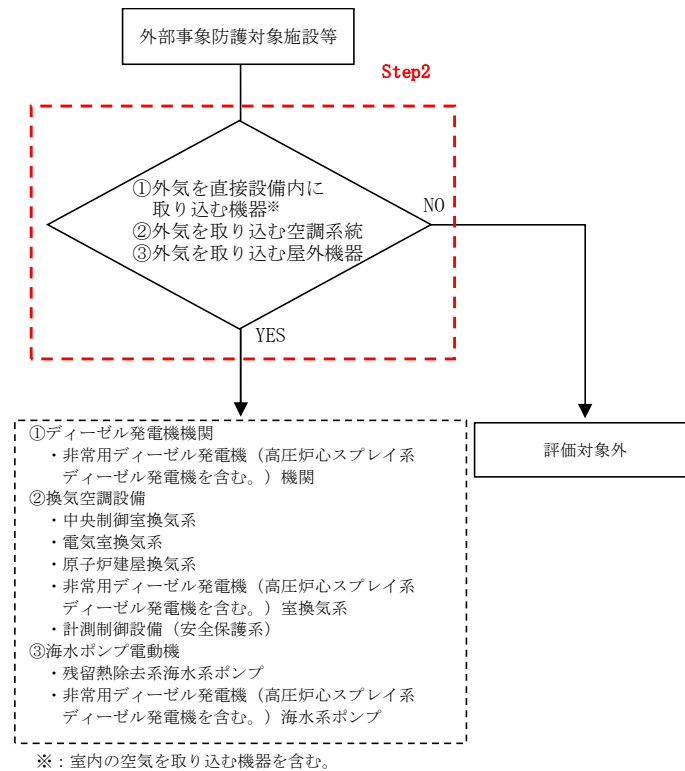 外部事象防護対象施設等
Step2
①外気を直接設備内に
取り込む機器※
②外気を取り込む空調系統
③外気を取り込む屋外機器
NO
YES
①ディーゼル発電機機関
・非常用ディーゼル発電機（高圧炉心スプレイ系
ディーゼル発電機を含む。）機関
②換気空調設備
・中央制御室換気系
・電気室換気系
・原子炉建屋換気系
・非常用ディーゼル発電機（高圧炉心スプレイ系
ディーゼル発電機を含む。）室換気系
・計測制御設備（安全保護系）
③海水ポンプ電動機
・残留熱除去系海水系ポンプ
・非常用ディーゼル発電機（高圧炉心スプレイ系
ディーゼル発電機を含む。）海水系ポンプ
評価対象外
※：室内の空気を取り込む機器を含む。